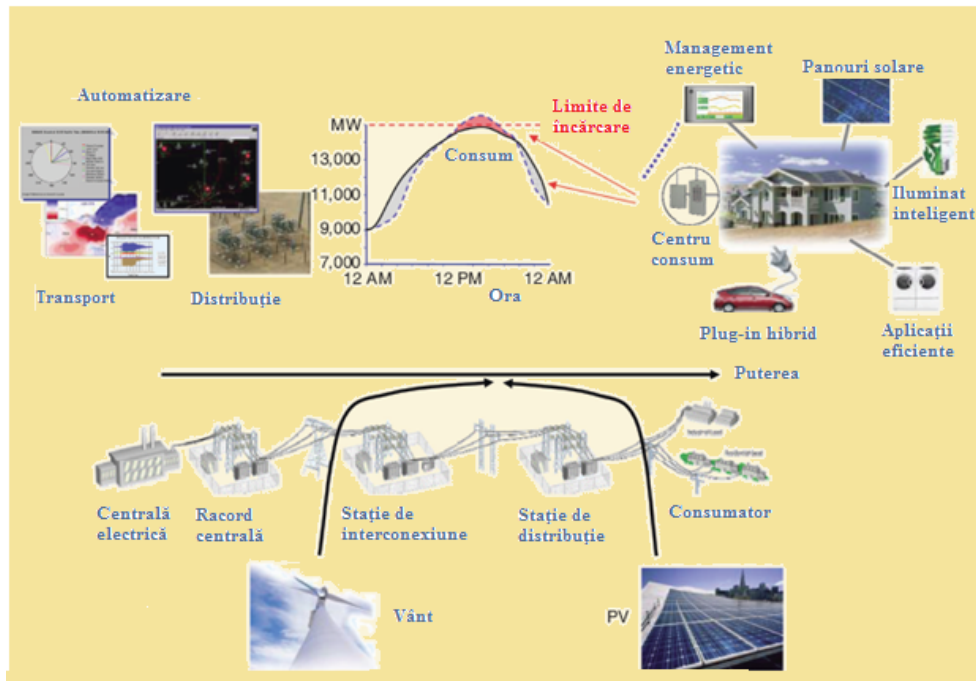 Automatizare
Transport
Distribuție
MW
13,000
11,000
9,000
7,000
12 AM
12 PM
12 AM
Ora
Consum
Limite de
încărcare
Management
energetic
Panouri solare
Iluminat
inteligent
Centru
consum
Plug-in hibrid
Aplicații
eficiente
Puterea
Centrală
electrică
Racord
centrală
Stație de
interconexiune
Stație de
distribuție
Consumator
Vânt
PV